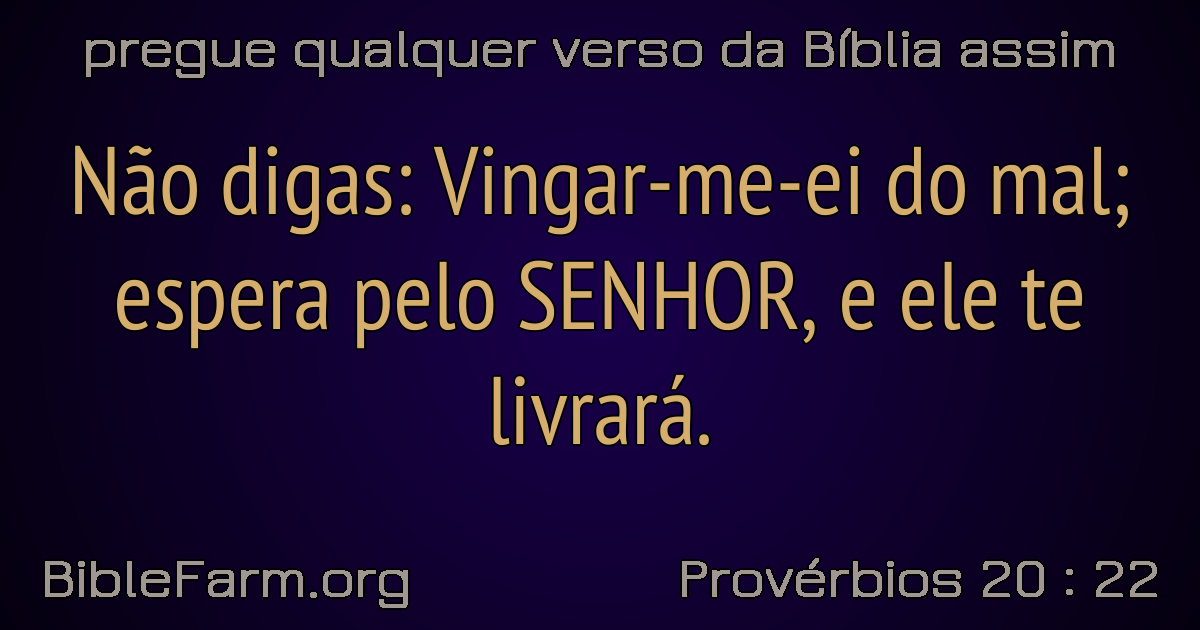 pregue qualquer verso da Bíblia assim
Não digas: Vingar-me-ei do mal;
espera pelo SENHOR, e ele te
livrará.
BibleFarm.org
Provérbios 20 : 22